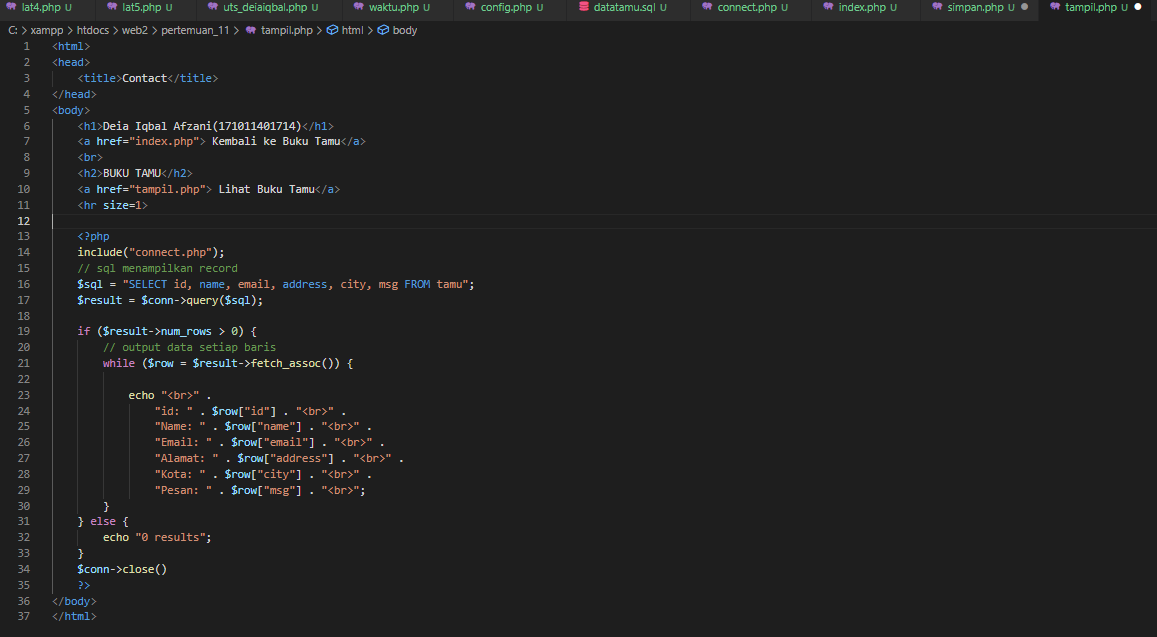 lat4.php U lat5.php U uts_deiaiqbal.php U waktu.php U config.php U datatamu.sql U connect.php U index.php U simpan.php U tampil.php U
C: > xampp > htdocs > web2 > pertemuan_11 > tampil.php > html > body
1 <html>
2 <head>
3 <title>Contact</title>
4 </head>
5 <body>
6 <h1>Deia Iqbal Afzani(171011401714)</h1>
7 <a href="index.php"> Kembali ke Buku Tamu</a>
8 <br>
9 <h2>BUKU TAMU</h2>
10 <a href="tampil.php"> Lihat Buku Tamu</a>
11 <hr size=1>
12
13 <?php
14 include("connect.php");
15 // sql menampilkan record
16 $sql = "SELECT id, name, email, address, city, msg FROM tamu";
17 $result = $conn->query($sql);
18
19 if ($result->num_rows > 0) {
20 // output data setiap baris
21 while ($row = $result->fetch_assoc()) {
22
23 echo "<br>" .
24 "id: " . $row["id"] . "<br>" .
25 "Name: " . $row["name"] . "<br>" .
26 "Email: " . $row["email"] . "<br>" .
27 "Alamat: " . $row["address"] . "<br>" .
28 "Kota: " . $row["city"] . "<br>" .
29 "Pesan: " . $row["msg"] . "<br>";
30 }
31 } else {
32 echo "0 results";
33 }
34 $conn->close()
35 ?>
36 </body>
37 </html>